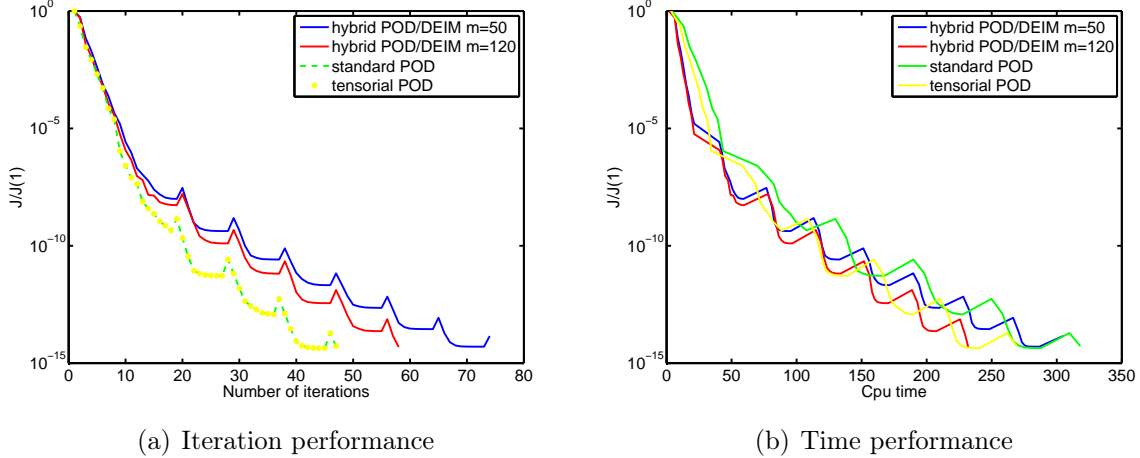 hybrid POD/DEIM m=50
hybrid POD/DEIM m=120
standard POD
tensorial POD
J/J(1)
10^0
10^-5
10^-10
10^-15
0 10 20 30 40 50 60 70 80
Number of iterations
(a) Iteration performance
hybrid POD/DEIM m=50
hybrid POD/DEIM m=120
standard POD
tensorial POD
J/J(1)
10^0
10^-5
10^-10
10^-15
0 50 100 150 200 250 300 350
Cpu time
(b) Time performance